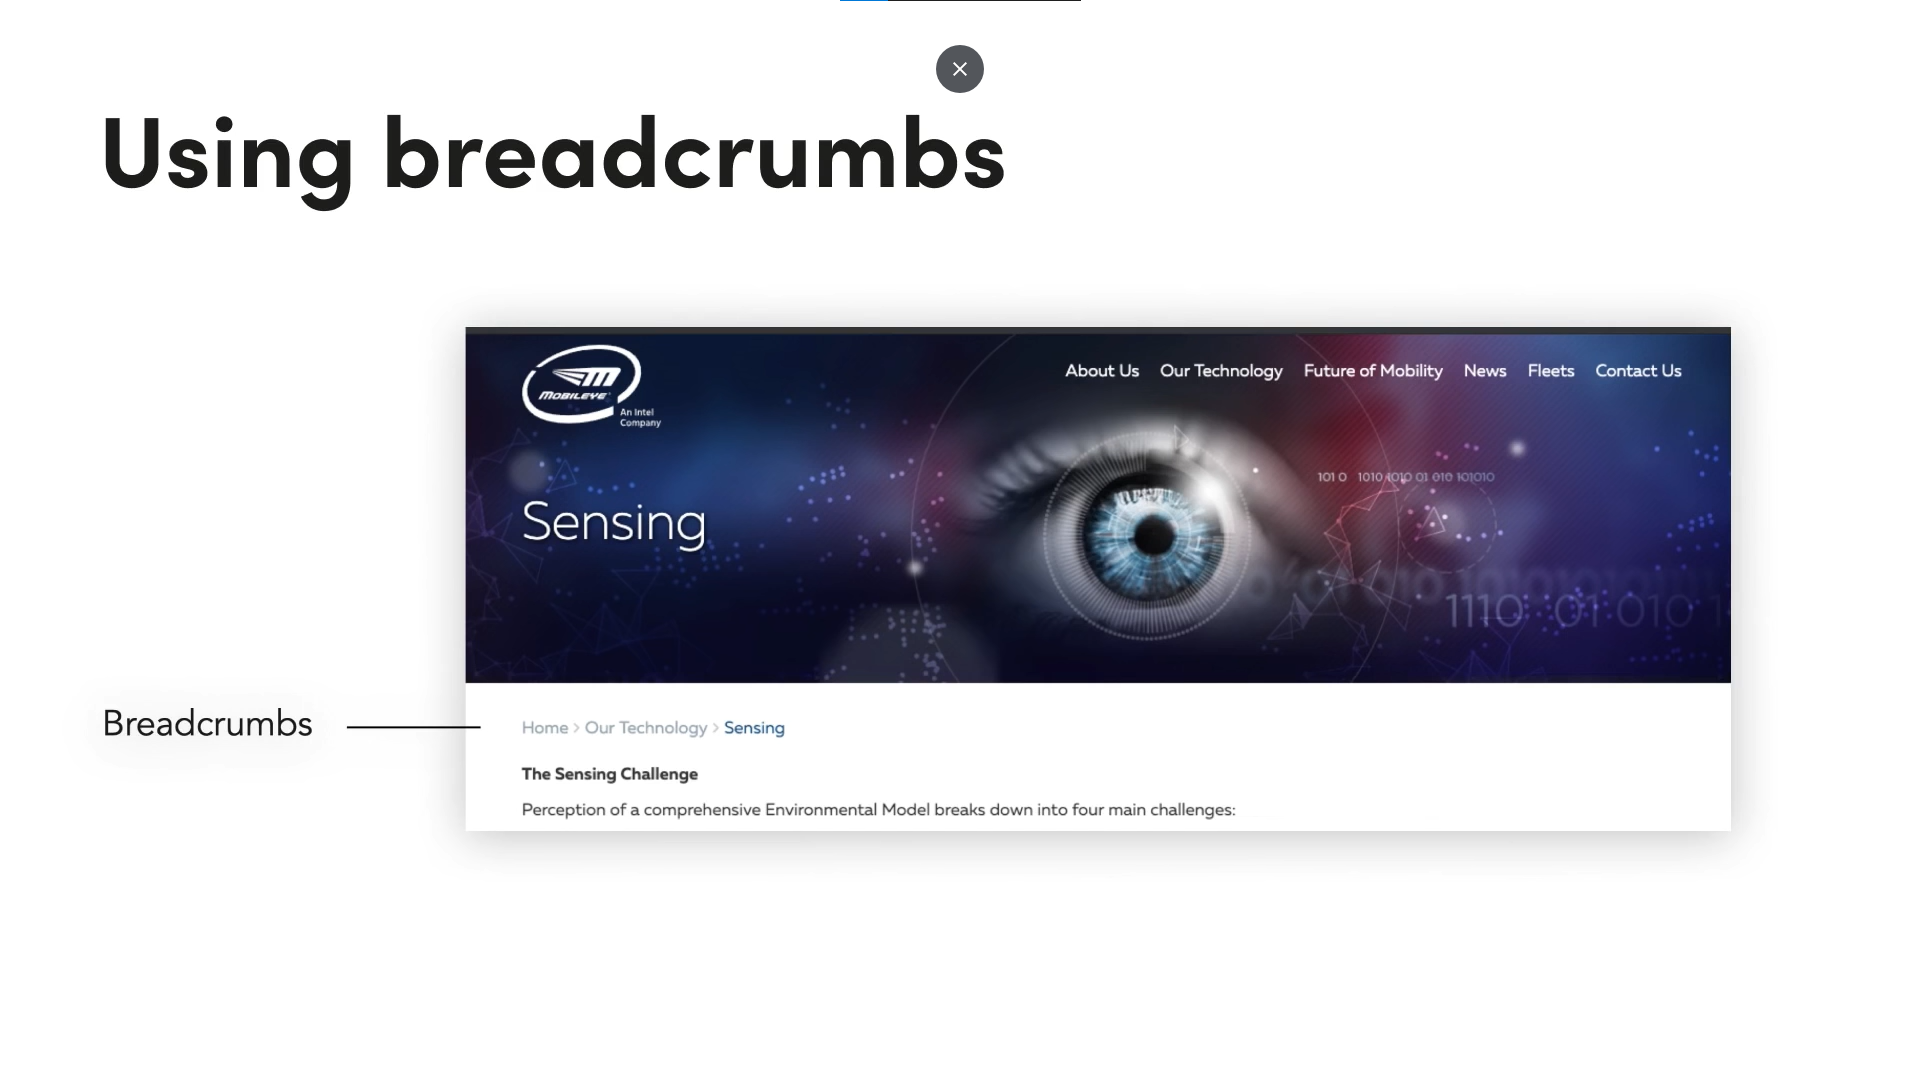 Using breadcrumbs
MOBILEYE
An Intel
Company
About Us Our Technology Future of Mobility News Fleets Contact Us
101 0 1010 1010 01 010 101010
Sensing
1110 01 010 1
Breadcrumbs
Home > Our Technology > Sensing
The Sensing Challenge
Perception of a comprehensive Environmental Model breaks down into four main challenges: